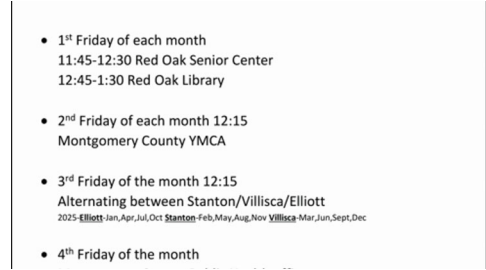 • 1st Friday of each month
11:45-12:30 Red Oak Senior Center
12:45-1:30 Red Oak Library
• 2nd Friday of each month 12:15
Montgomery County YMCA
• 3rd Friday of the month 12:15
Alternating between Stanton/Villisca/Elliott
2025-Elliott-Jan,Apr,Jul,Oct Stanton-Feb,May,Aug,Nov Villisca-Mar,Jun,Sept,Dec
• 4th Friday of the month